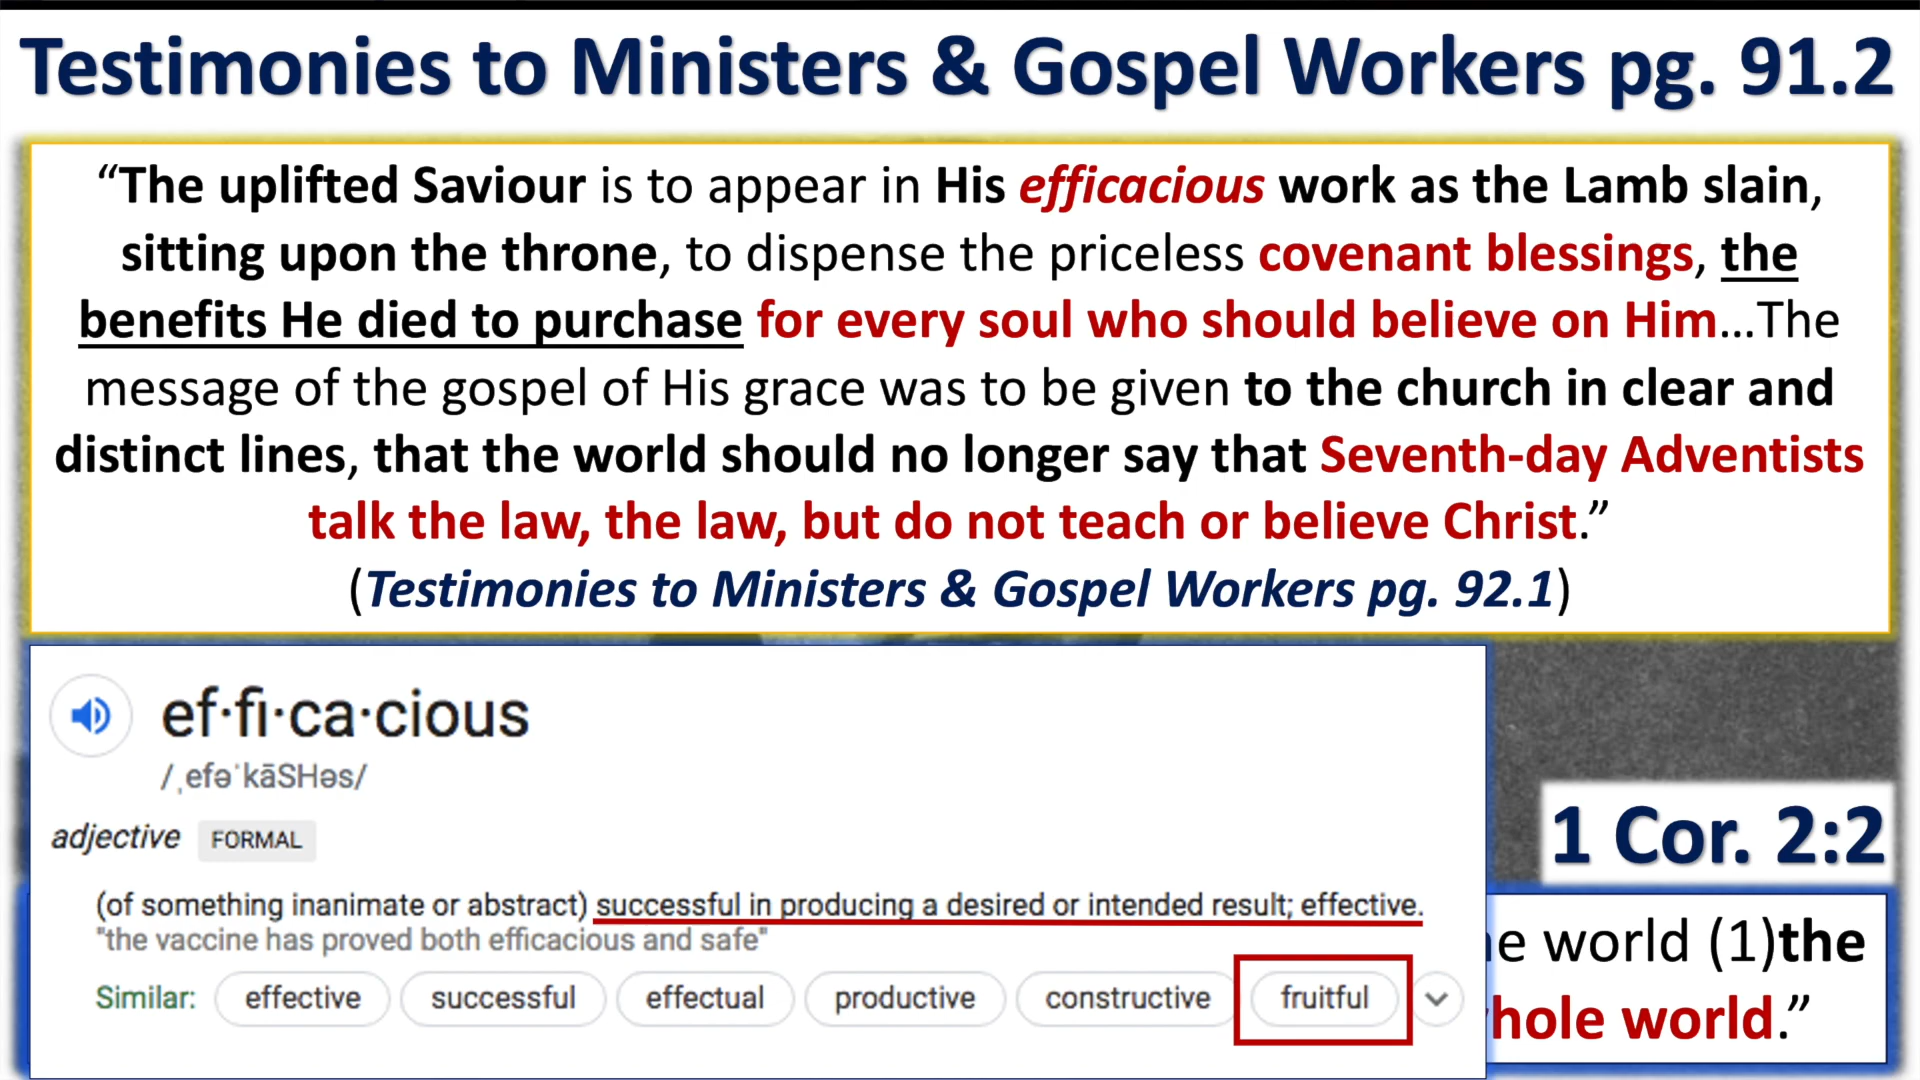 Testimonies to Ministers & Gospel Workers pg. 91.2
“The uplifted Saviour is to appear in His efficacious work as the Lamb slain,
sitting upon the throne, to dispense the priceless covenant blessings, the
benefits He died to purchase for every soul who should believe on Him...The
message of the gospel of His grace was to be given to the church in clear and
distinct lines, that the world should no longer say that Seventh-day Adventists
talk the law, the law, but do not teach or believe Christ.”
(Testimonies to Ministers & Gospel Workers pg. 92.1)
ef·fi·ca·cious
/ˌefəˈkāSHəs/
adjective FORMAL
(of something inanimate or abstract) successful in producing a desired or intended result; effective.
"the vaccine has proved both efficacious and safe"
Similar: effective successful effectual productive constructive fruitful
1 Cor. 2:2
world (1)the
world.”